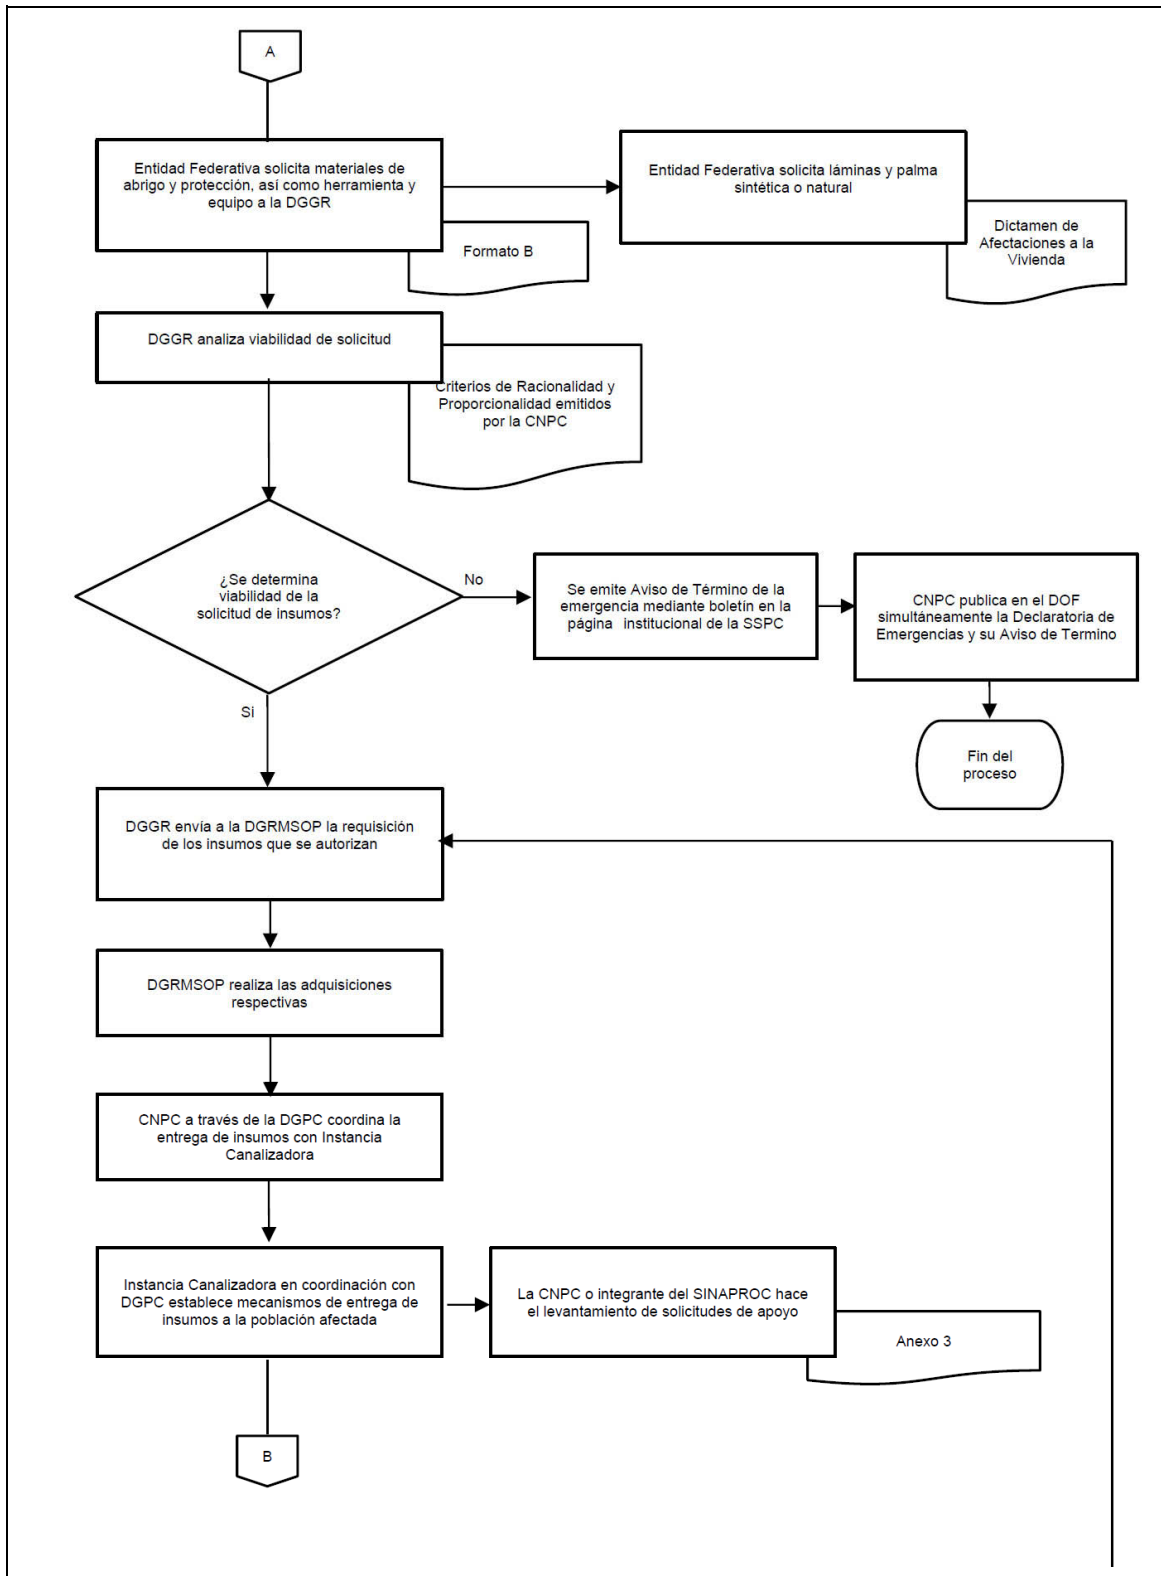 A
Entidad Federativa solicita materiales de
abrigo y protección, así como herramienta y
equipo a la DGGR
Formato B
Entidad Federativa solicita láminas y palma
sintética o natural
Dictamen de
Afectaciones a la
Vivienda
DGGR analiza viabilidad de solicitud
Criterios de Racionalidad y
Proporcionalidad emitidos
por la CNPC
¿Se determina
viabilidad de la
solicitud de insumos?
No
Se emite Aviso de Término de la
emergencia mediante boletín en la
página institucional de la SSPC
CNPC publica en el DOF
simultáneamente la Declaratoria de
Emergencias y su Aviso de Termino
Fin del
proceso
Si
DGGR envía a la DGRMSOP la requisición
de los insumos que se autorizan
DGRMSOP realiza las adquisiciones
respectivas
CNPC a través de la DGPC coordina la
entrega de insumos con Instancia
Canalizadora
Instancia Canalizadora en coordinación con
DGPC establece mecanismos de entrega de
insumos a la población afectada
La CNPC o integrante del SINAPROC hace
el levantamiento de solicitudes de apoyo
Anexo 3
B